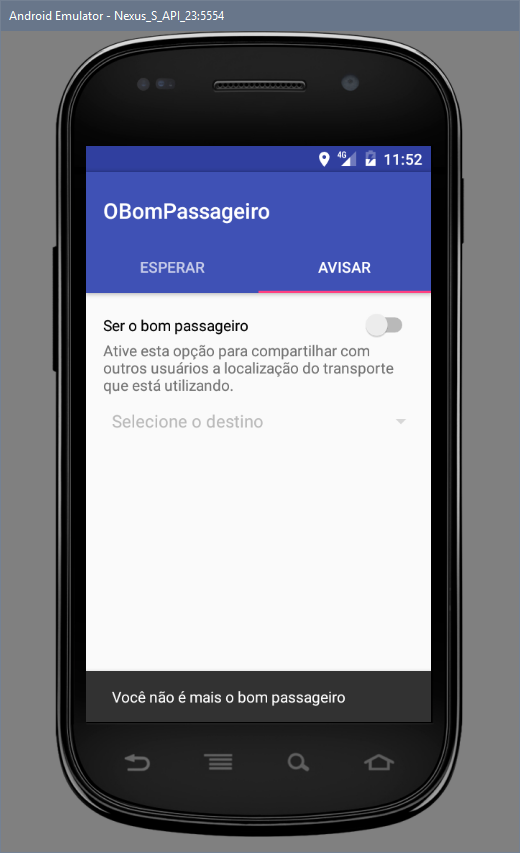 Android Emulator - Nexus_S_API_23:5554
4G 11:52
OBomPassageiro
ESPERAR AVISAR
Ser o bom passageiro
Ative esta opção para compartilhar com
outros usuários a localização do transporte
que está utilizando.
Selecione o destino
Você não é mais o bom passageiro